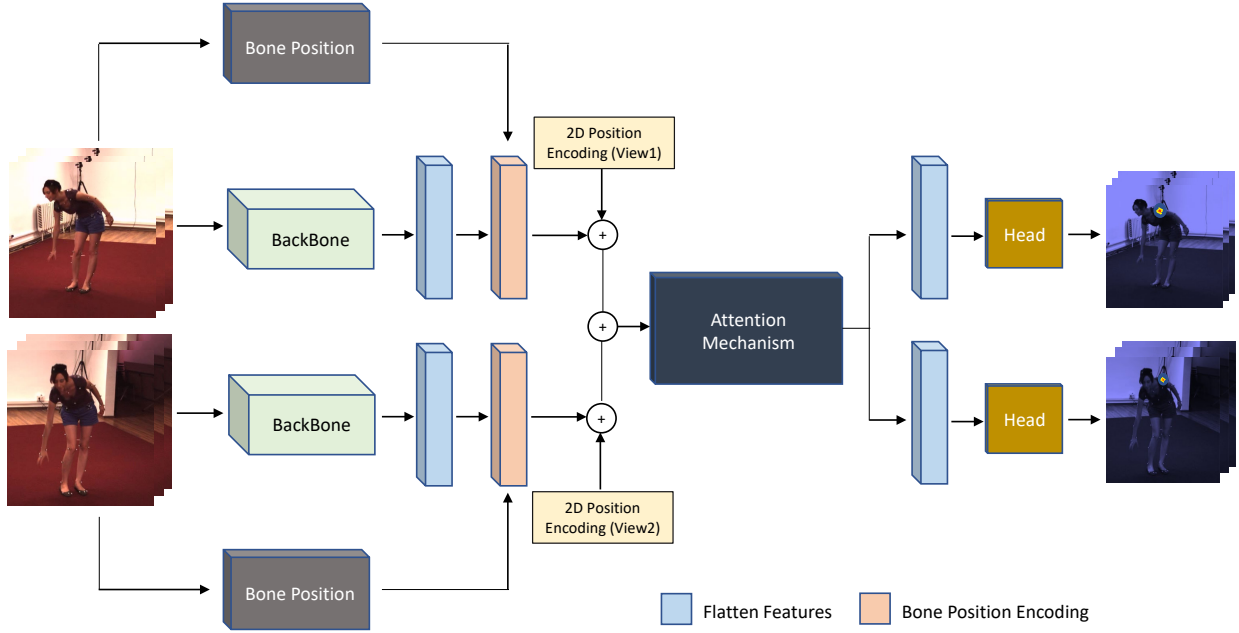 Bone Position
2D Position
Encoding (View1)
BackBone
+
Head
+
Attention
Mechanism
BackBone
+
Head
2D Position
Encoding (View2)
Bone Position
Flatten Features
Bone Position Encoding